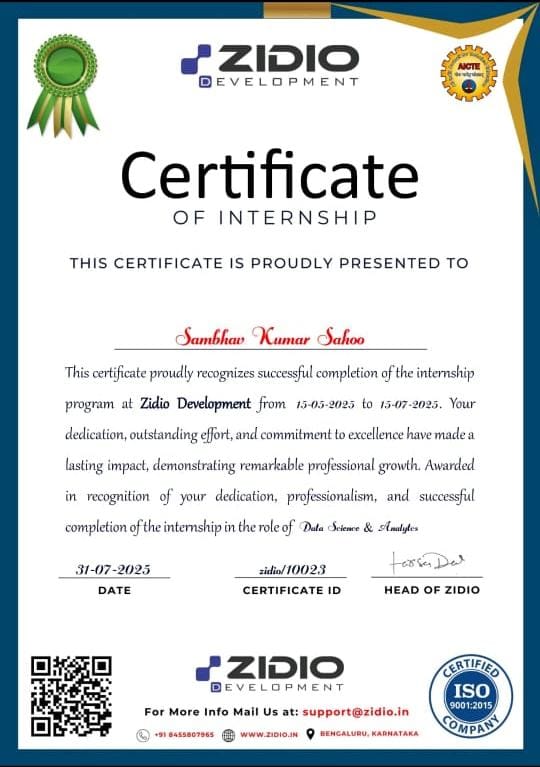 ZIDIO
DEVELOPMENT
AICTE
Certificate
OF INTERNSHIP
THIS CERTIFICATE IS PROUDLY PRESENTED TO
Sambhav Kumar Sahoo
This certificate proudly recognizes successful completion of the internship
program at Zidio Development from 15-05-2025 to 15-07-2025. Your
dedication, outstanding effort, and commitment to excellence have made a
lasting impact, demonstrating remarkable professional growth. Awarded
in recognition of your dedication, professionalism, and successful
completion of the internship in the role of Data Science & Analytcs
31-07-2025 zidio/10023
DATE CERTIFICATE ID HEAD OF ZIDIO
ZIDIO
DEVELOPMENT
For More Info Mail Us at: support@zidio.in
+91 8455807965 WWW.ZIDIO.IN BENGALURU, KARNATAKA
CERTIFIED
ISO
9001:2015
COMPANY